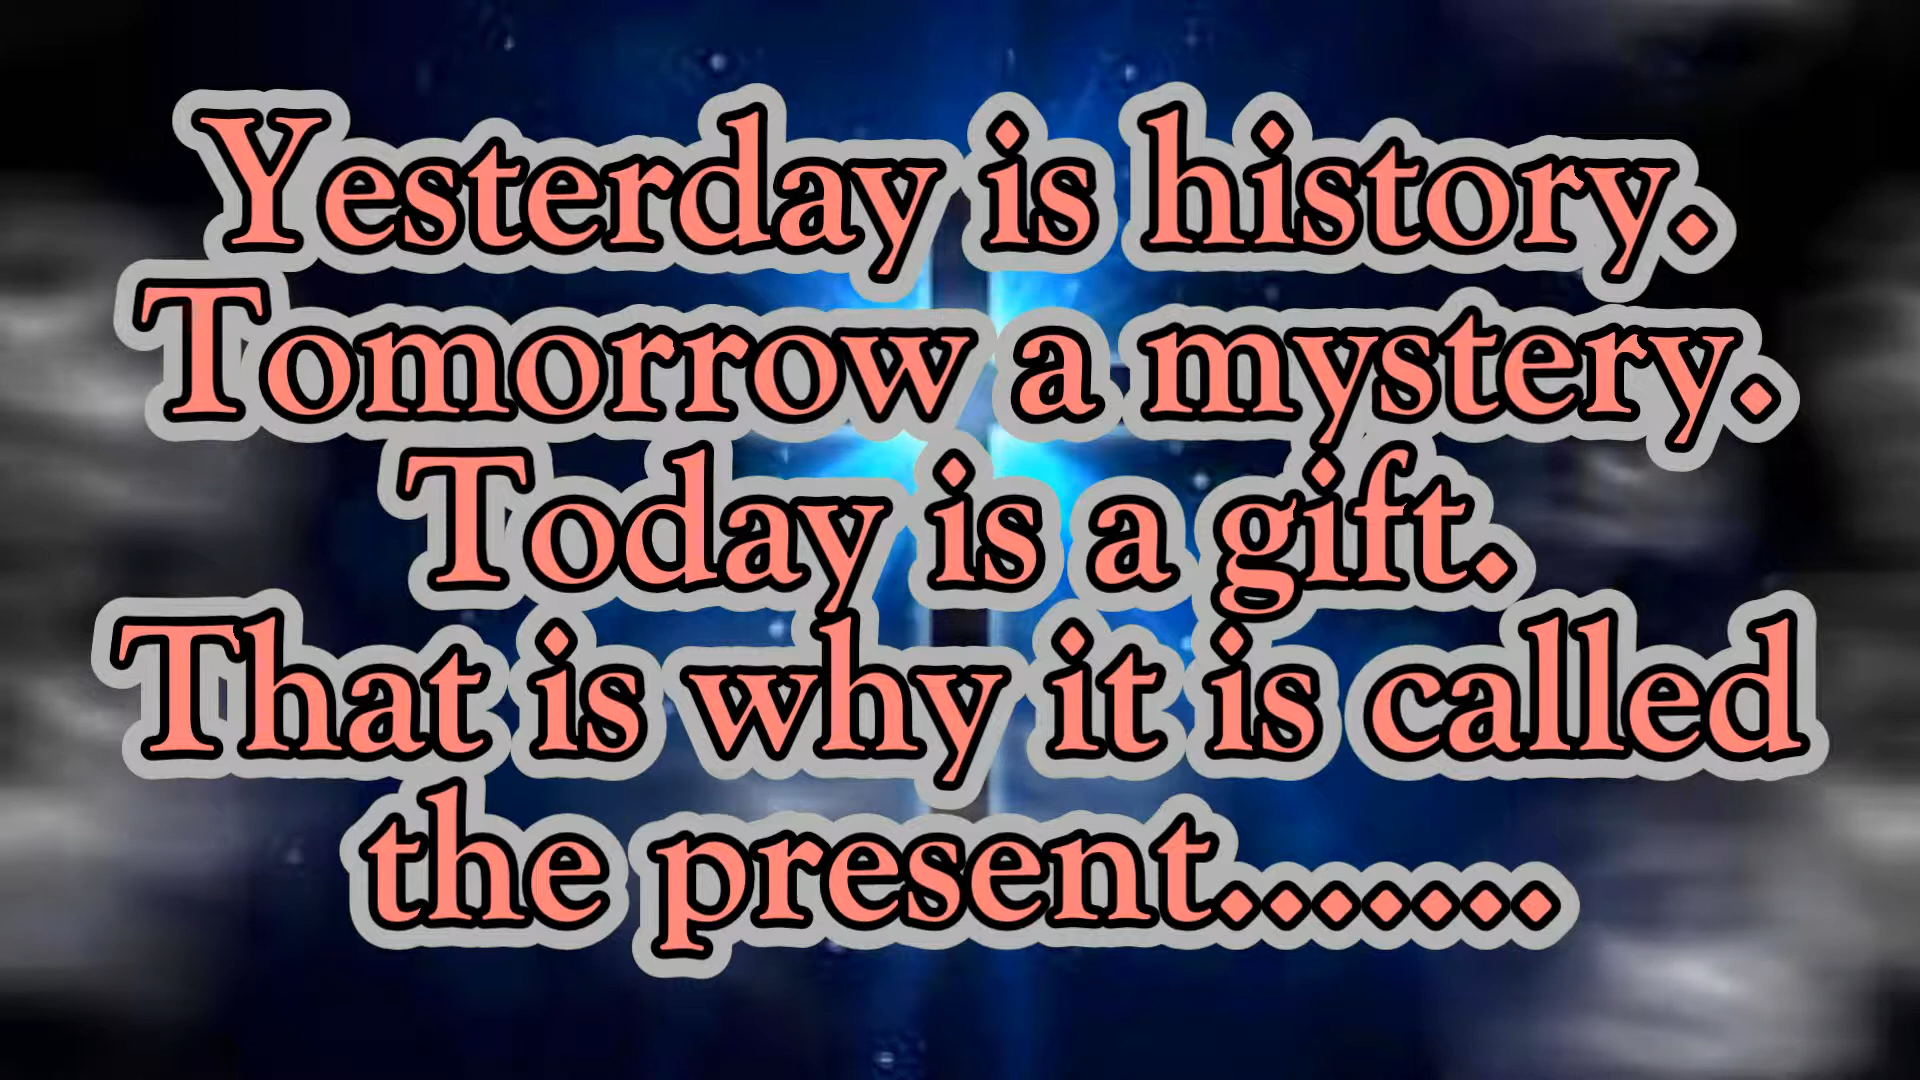 Yesterday is history.
Tomorrow a mystery.
Today is a gift.
That is why it is called
the present.......